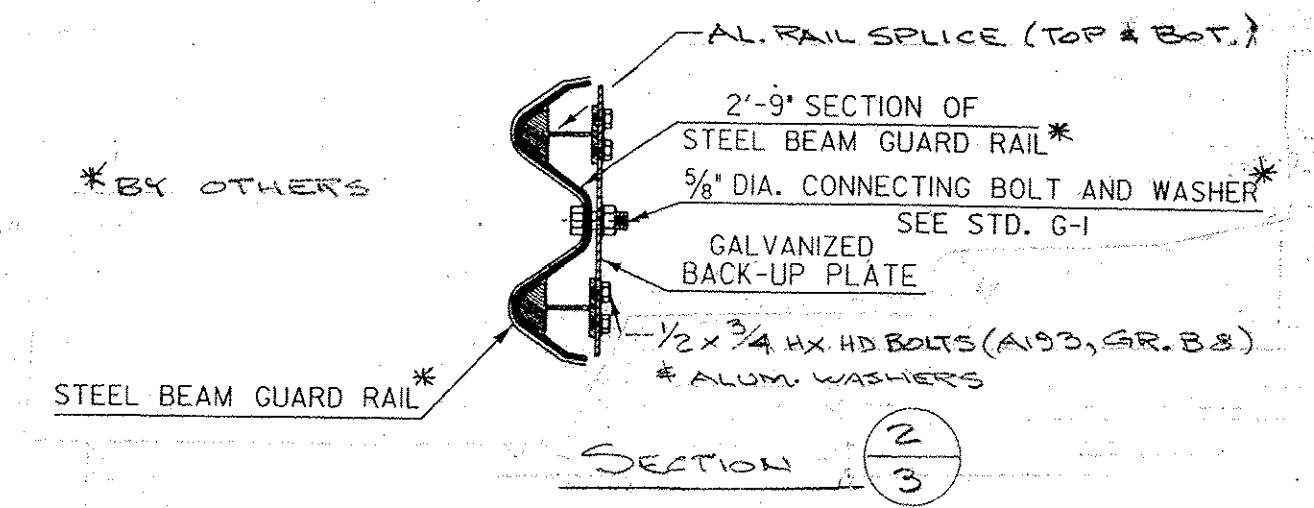 AL. RAIL SPLICE (TOP & BOT.)
2'-9" SECTION OF
STEEL BEAM GUARD RAIL*
* BY OTHERS
5/8" DIA. CONNECTING BOLT AND WASHER*
SEE STD. G-1
GALVANIZED
BACK-UP PLATE
1/2 x 3/4 HX. HD BOLTS (A193, GR. B8)
& ALUM. WASHERS
STEEL BEAM GUARD RAIL*
SECTION 2
3